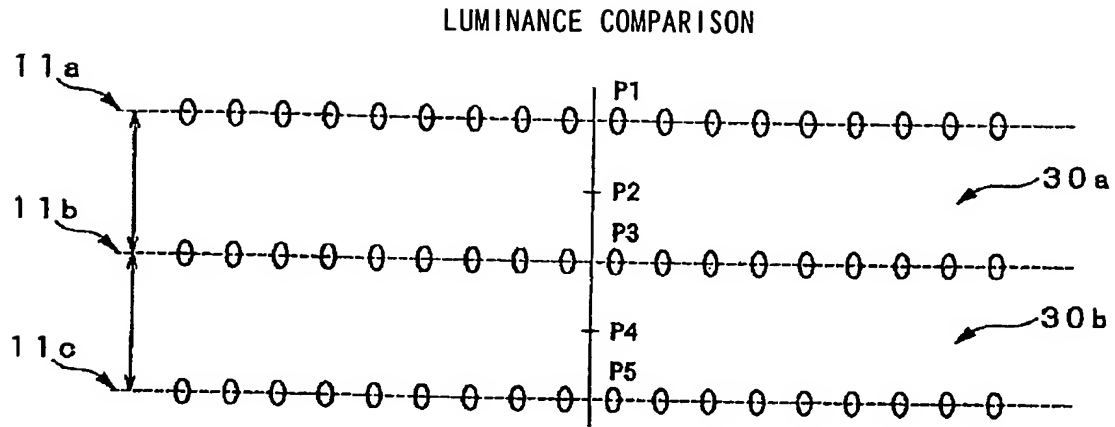 LUMINANCE COMPARISON
11a
P1
P2
30a
11b
P3
P4
30b
11c
P5